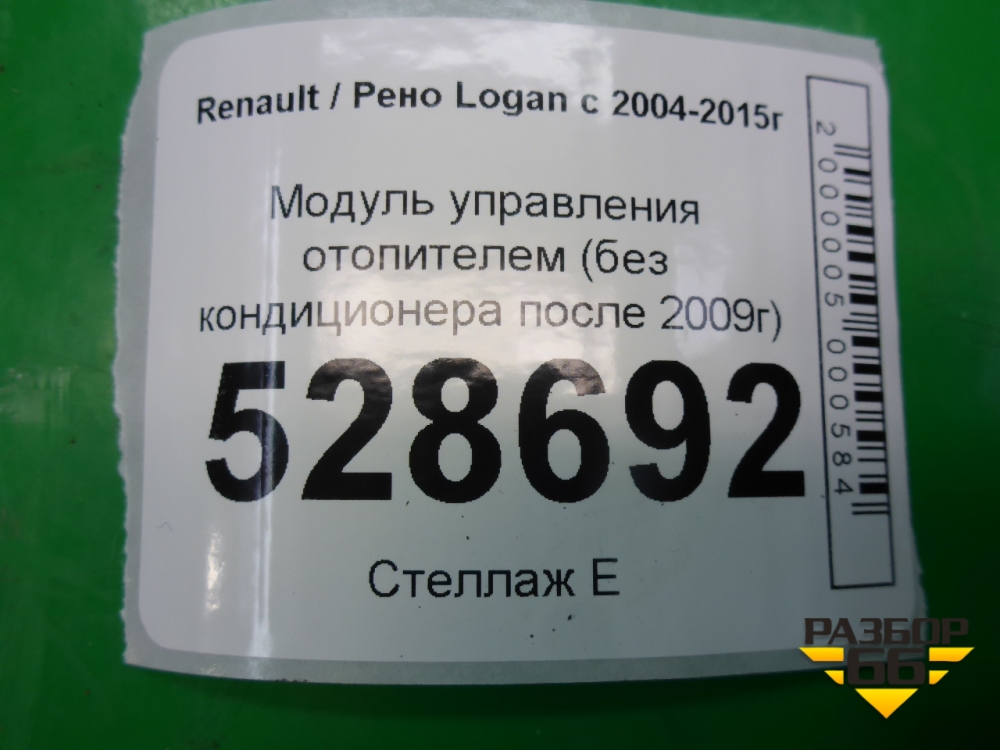 Renault / Рено Logan с 2004-2015г
Модуль управления
отопителем (без
кондиционера после 2009г)
528692
Стеллаж Е
2000005000584
РАЗБОР
66